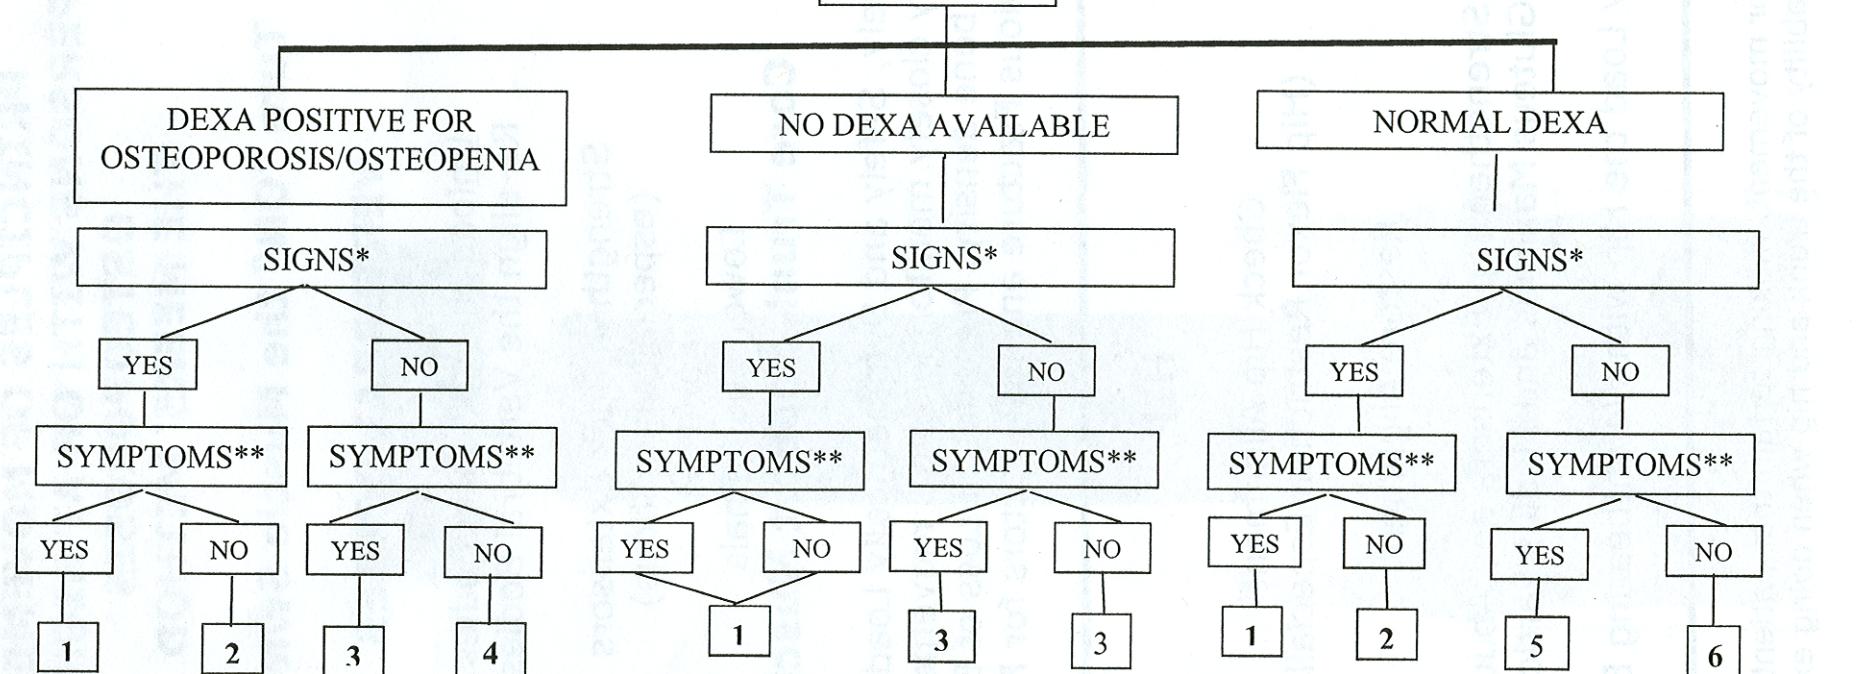 DEXA POSITIVE FOR
OSTEOPOROSIS/OSTEOPENIA
NO DEXA AVAILABLE
NORMAL DEXA
SIGNS*
SIGNS*
SIGNS*
YES
NO
YES
NO
YES
NO
SYMPTOMS**
SYMPTOMS**
SYMPTOMS**
SYMPTOMS**
SYMPTOMS**
SYMPTOMS**
YES
NO
YES
NO
YES
NO
YES
NO
YES
NO
YES
NO
1
2
3
4
1
3
3
1
2
5
6